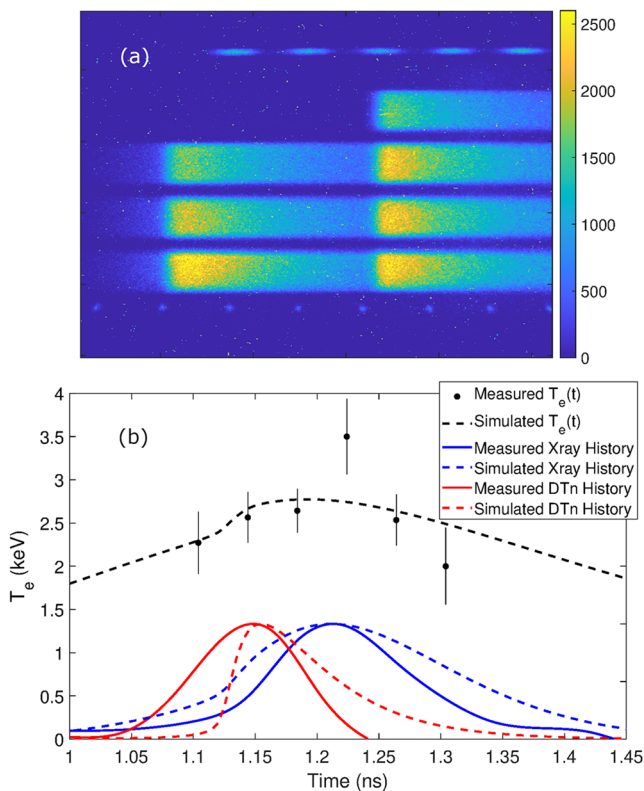 (a)
2500
2000
1500
1000
500
0
(b)
Measured T_e(t)
Simulated T_e(t)
Measured Xray History
Simulated Xray History
Measured DTn History
Simulated DTn History
4
3.5
3
2.5
2
1.5
1
0.5
0
T_e (keV)
1
1.05
1.1
1.15
1.2
1.25
1.3
1.35
1.4
1.45
Time (ns)